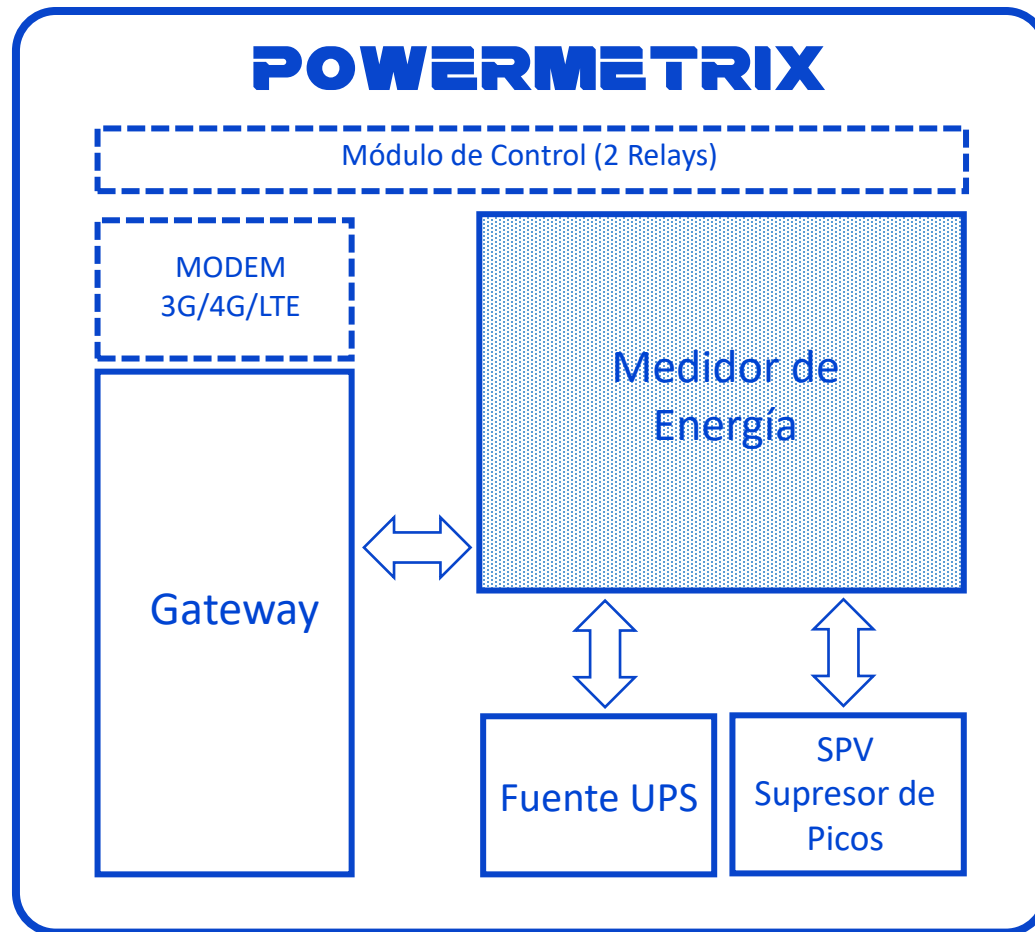 POWERMETRIX
Módulo de Control (2 Relays)
MODEM
3G/4G/LTE
Medidor de
Energía
Gateway
Fuente UPS
SPV
Supresor de
Picos